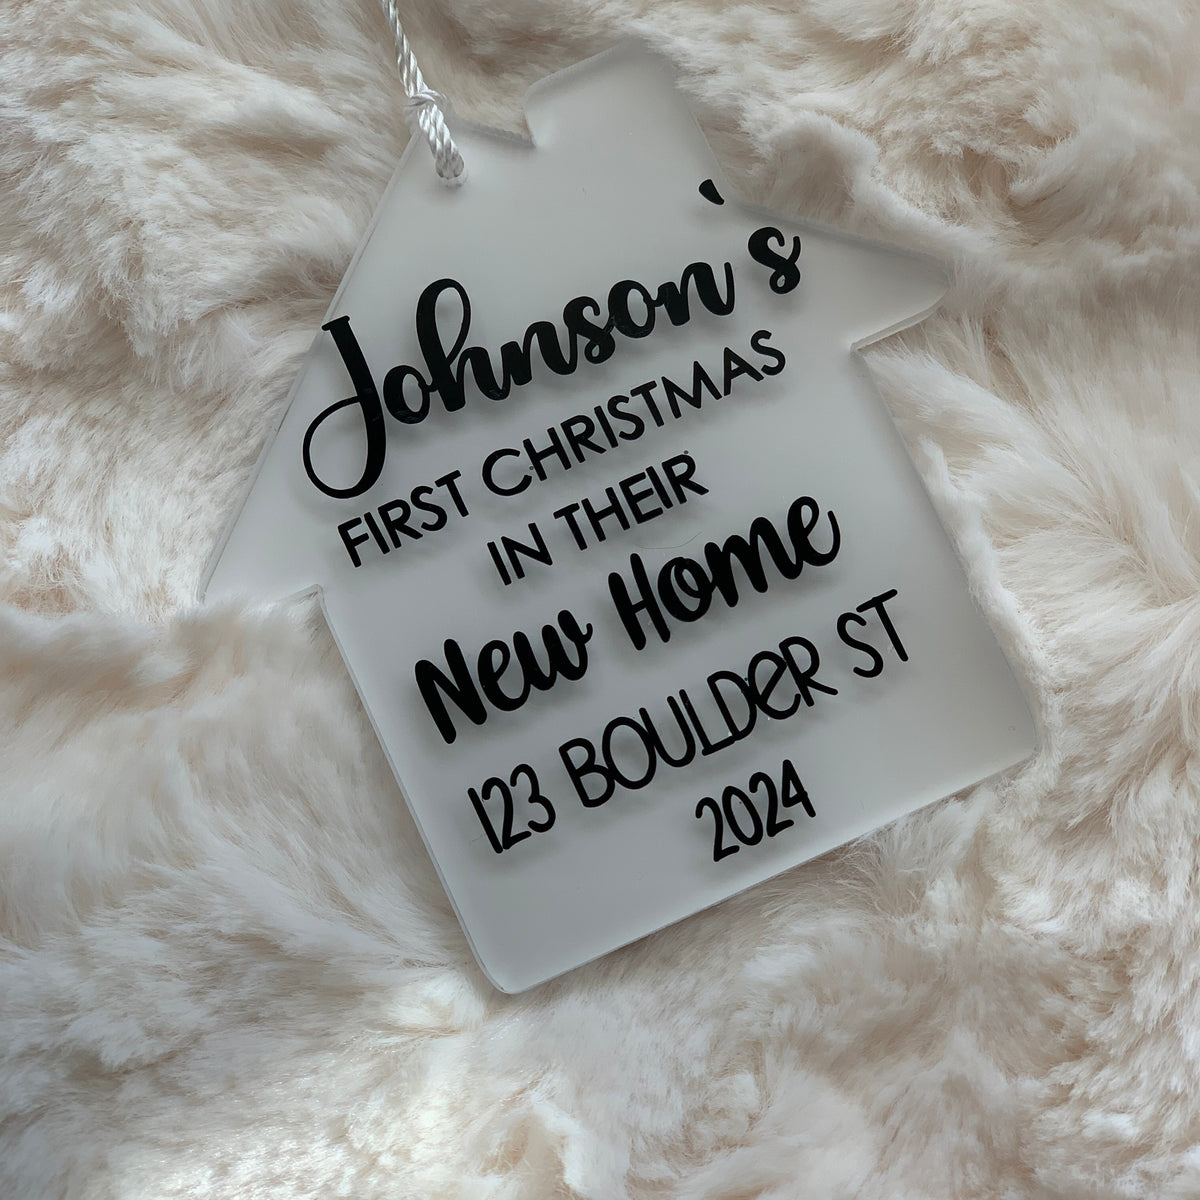 Johnson's
FIRST CHRISTMAS
IN THEIR
New Home
123 BOULDER ST
2024